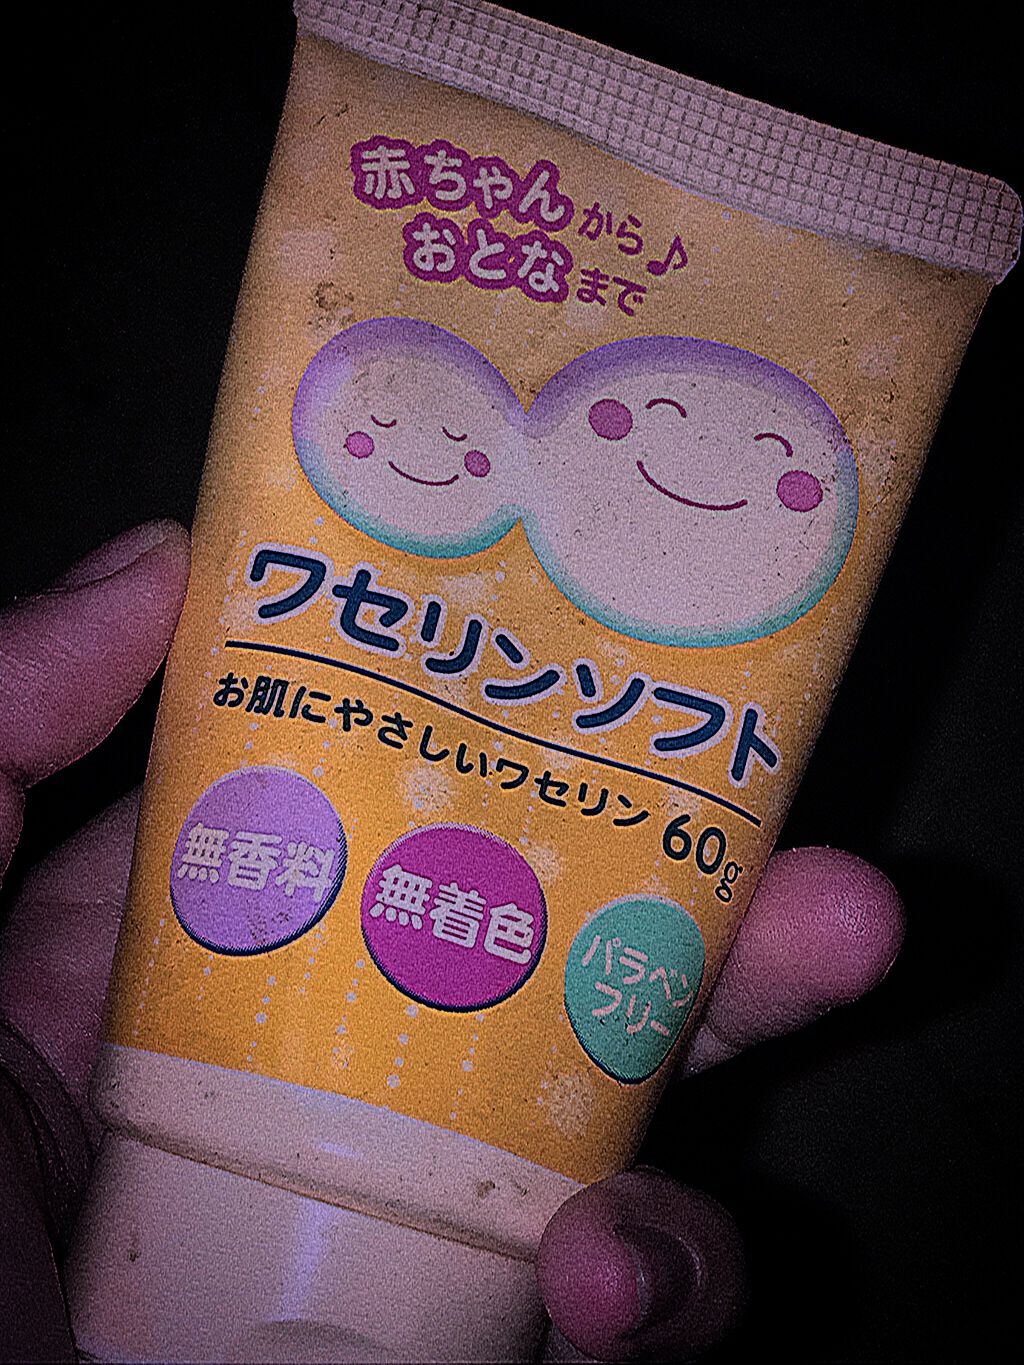 赤ちゃんから♪
おとなまで
ワセリンソフト
お肌にやさしいワセリン 60g
無香料
無着色
パラベン
フリー